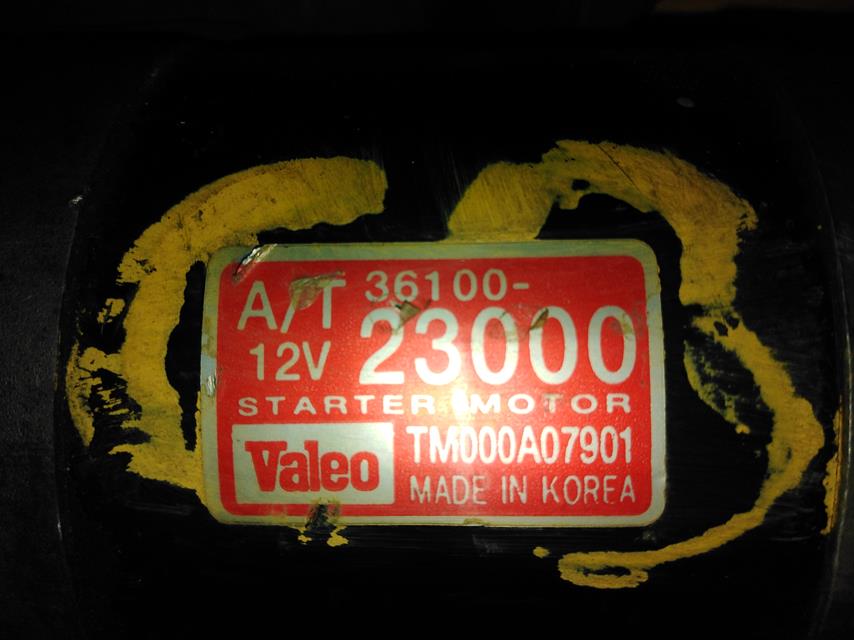 A/T 36100-
12V 23000
STARTER MOTOR
Valeo TM000A07901
MADE IN KOREA